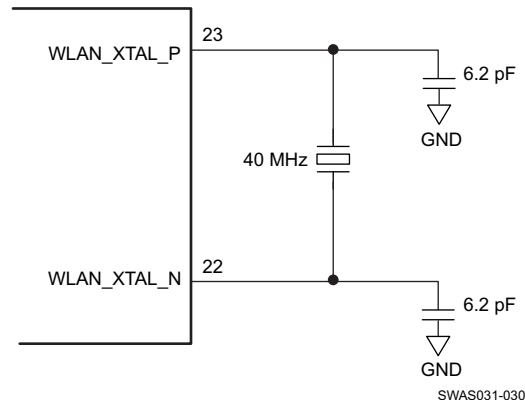 23
WLAN_XTAL_P
6.2 pF
GND
40 MHz
22
WLAN_XTAL_N
6.2 pF
GND
SWAS031-030